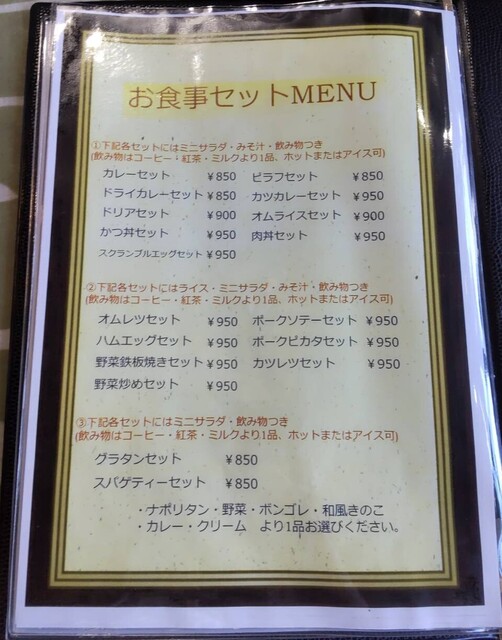 お食事セットMENU
①下記各セットにはミニサラダ・みそ汁・飲み物つき
(飲み物はコーヒー・紅茶・ミルクより1品、ホットまたはアイス可)
カレーセット ￥850 ピラフセット ￥850
ドライカレーセット ￥850 カツカレーセット ￥950
ドリアセット ￥900 オムライスセット ￥900
かつ丼セット ￥950 肉丼セット ￥950
スクランブルエッグセット ￥950
②下記各セットにはライス・ミニサラダ・みそ汁・飲み物つき
(飲み物はコーヒー・紅茶・ミルクより1品、ホットまたはアイス可)
オムレツセット ￥950 ポークソテーセット ￥950
ハムエッグセット ￥950 ポークピカタセット ￥950
野菜鉄板焼きセット ￥950 カツレツセット ￥950
野菜炒めセット ￥950
③下記各セットにはミニサラダ・飲み物つき
(飲み物はコーヒー・紅茶・ミルクより1品、ホットまたはアイス可)
グラタンセット ￥850
スパゲティーセット ￥850
・ナポリタン・野菜・ボンゴレ・和風きのこ
・カレー・クリーム より1品お選びください。